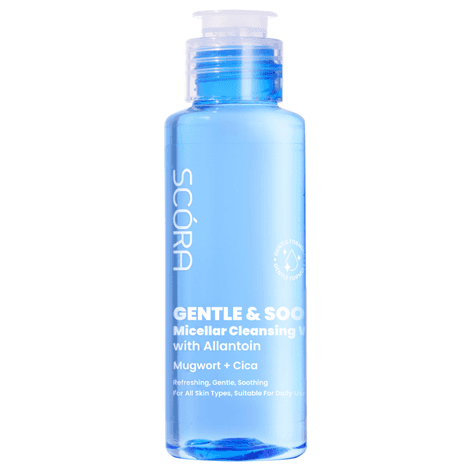 SCÓRA
GENTLE & SOO
Micellar Cleansing
with Allantoin
Mugwort + Cica
Refreshing, Gentle, Soothing
For All Skin Types, Suitable For Daily